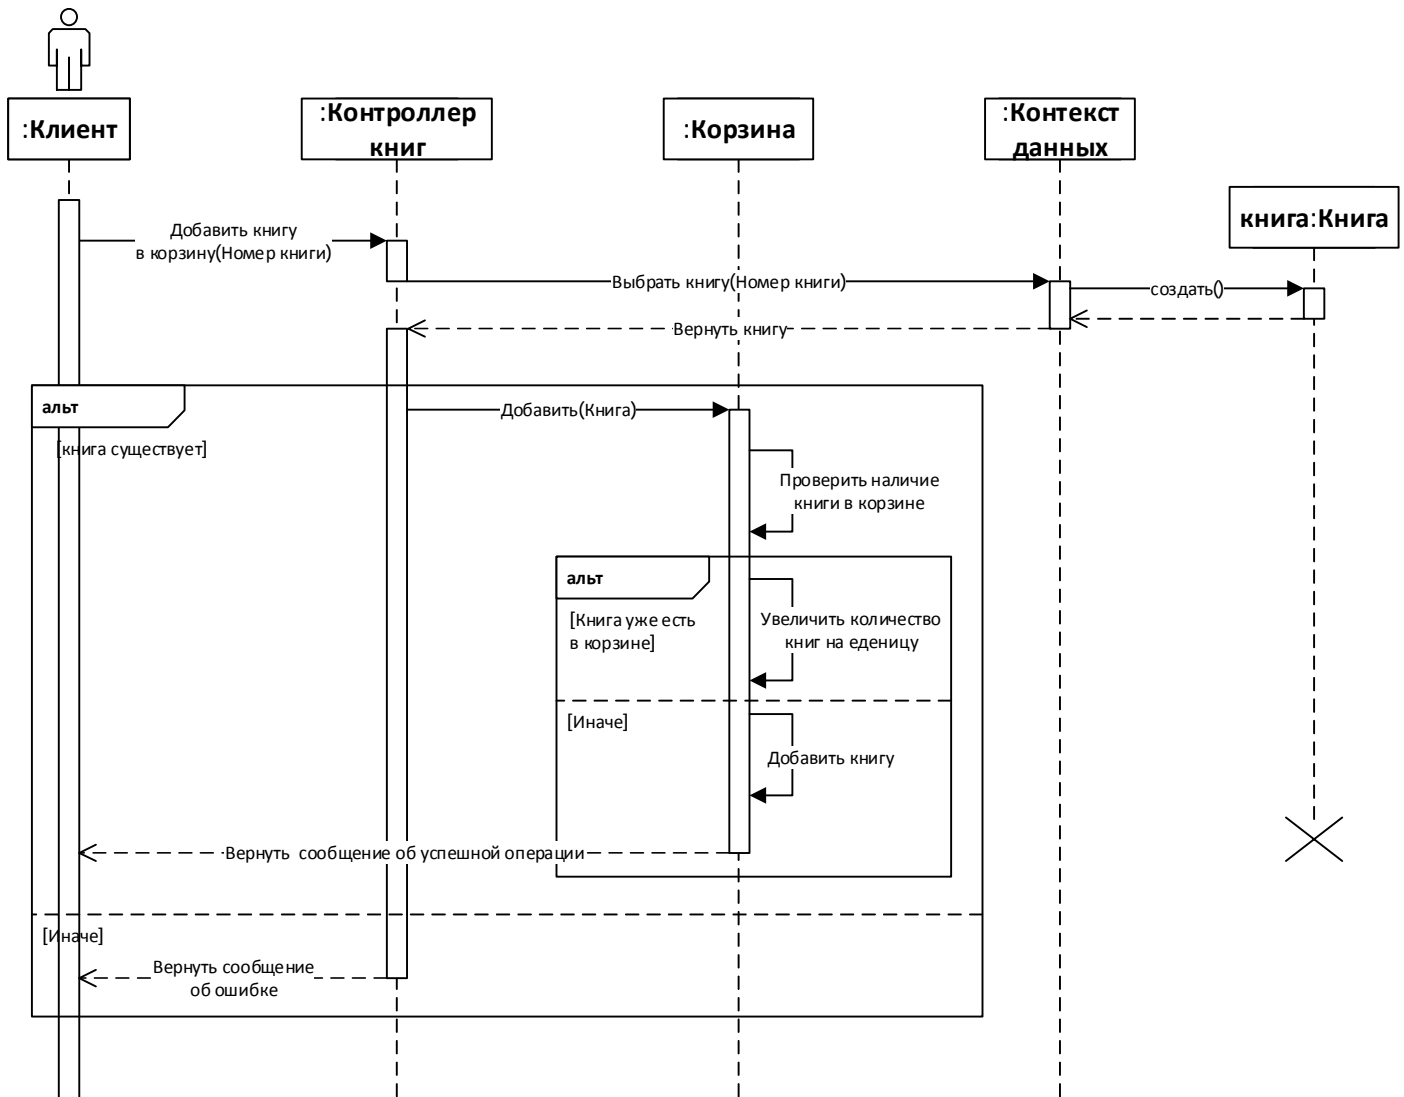 :Клиент
:Контроллер
книг
:Корзина
:Контекст
данных
книга:Книга
Добавить книгу
в корзину(Номер книги)
Выбрать книгу(Номер книги)
создать()
Вернуть книгу
альт
Добавить(Книга)
[книга существует]
Проверить наличие
книги в корзине
альт
[Книга уже есть
в корзине]
Увеличить количество
книг на еденицу
[Иначе]
Добавить книгу
Вернуть  сообщение об успешной операции
[Иначе]
Вернуть сообщение
об ошибке